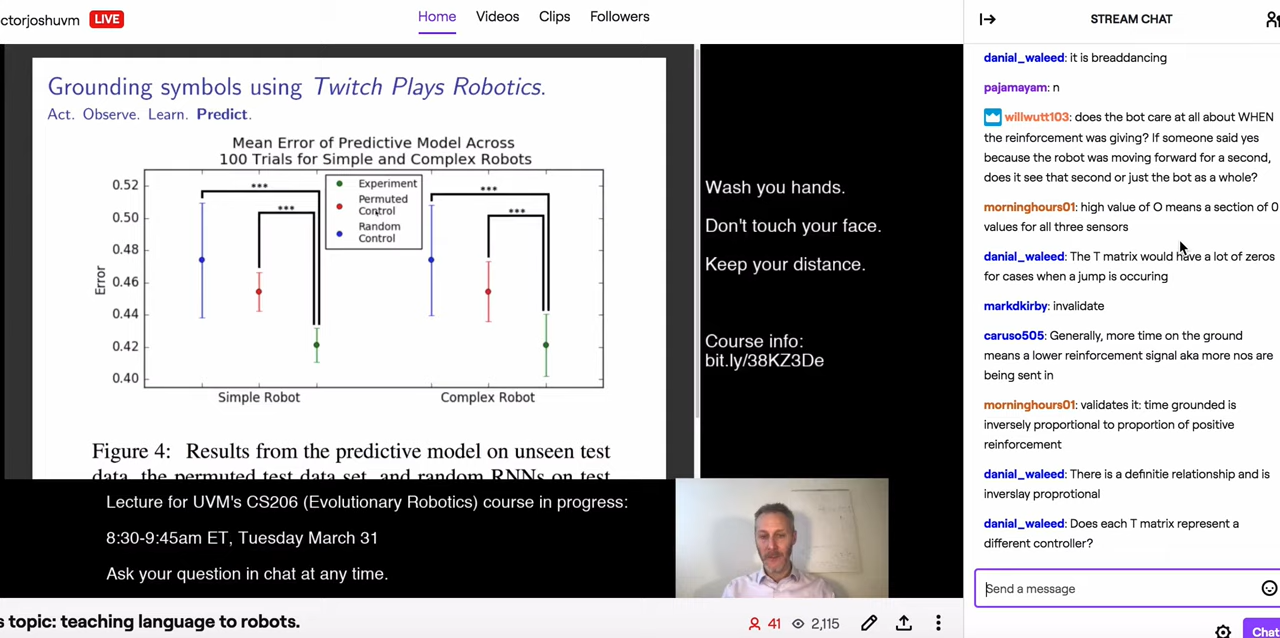 ctorjoshuvm LIVE
Home Videos Clips Followers
Grounding symbols using Twitch Plays Robotics.
Act. Observe. Learn. Predict.
Mean Error of Predictive Model Across
100 Trials for Simple and Complex Robots
0.52
0.50
0.48
0.46
0.44
0.42
0.40
Error
***
***
***
***
Experiment
Permuted
Control
Random
Control
Simple Robot
Complex Robot
Figure 4: Results from the predictive model on unseen test
data, the permuted test data set, and random RNNs on test
Wash you hands.
Don't touch your face.
Keep your distance.
Course info:
bit.ly/38KZ3De
Lecture for UVM's CS206 (Evolutionary Robotics) course in progress:
8:30-9:45am ET, Tuesday March 31
Ask your question in chat at any time.
s topic: teaching language to robots.
41 2,115
STREAM CHAT
danial_waleed: it is breaddancing
pajamayam: n
willwutt103: does the bot care at all about WHEN
the reinforcement was giving? If someone said yes
because the robot was moving forward for a second,
does it see that second or just the bot as a whole?
morninghours01: high value of O means a section of 0
values for all three sensors
danial_waleed: The T matrix would have a lot of zeros
for cases when a jump is occuring
markdkirby: invalidate
caruso505: Generally, more time on the ground
means a lower reinforcement signal aka more nos are
being sent in
morninghours01: validates it: time grounded is
inversely proportional to proportion of positive
reinforcement
danial_waleed: There is a definitie relationship and is
inverslay proprotional
danial_waleed: Does each T matrix represent a
different controller?
Send a message
Chat